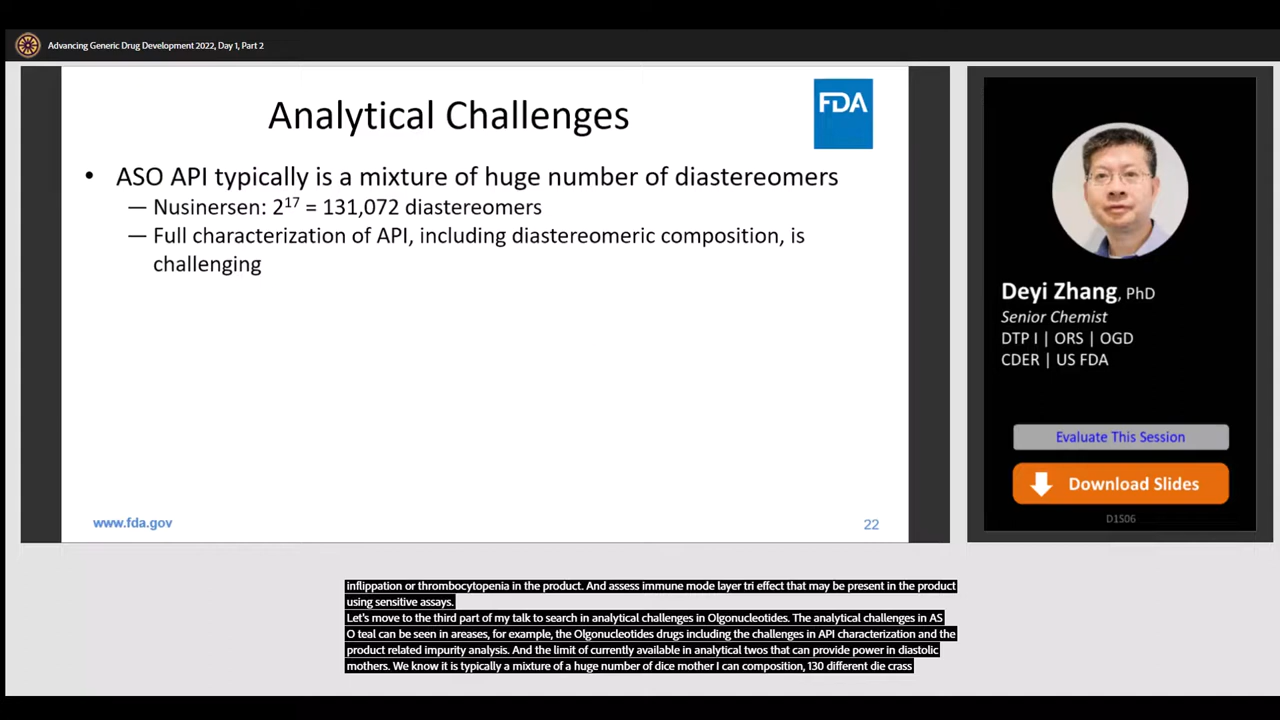 Advancing Generic Drug Development 2022, Day 1, Part 2
Analytical Challenges
FDA
• ASO API typically is a mixture of huge number of diastereomers
— Nusinersen: 2¹⁷ = 131,072 diastereomers
— Full characterization of API, including diastereomeric composition, is
challenging
www.fda.gov
22
Deyi Zhang, PhD
Senior Chemist
DTP I | ORS | OGD
CDER | US FDA
Evaluate This Session
Download Slides
D1S06
inflippation or thrombocytopenia in the product. And assess immune mode layer tri effect that may be present in the product
using sensitive assays.
Let's move to the third part of my talk to search in analytical challenges in Olgonucleotides. The analytical challenges in AS
O teal can be seen in areases, for example, the Olgonucleotides drugs including the challenges in API characterization and the
product related impurity analysis. And the limit of currently available in analytical twos that can provide power in diastolic
mothers. We know it is typically a mixture of a huge number of dice mother I can composition, 130 different die crass